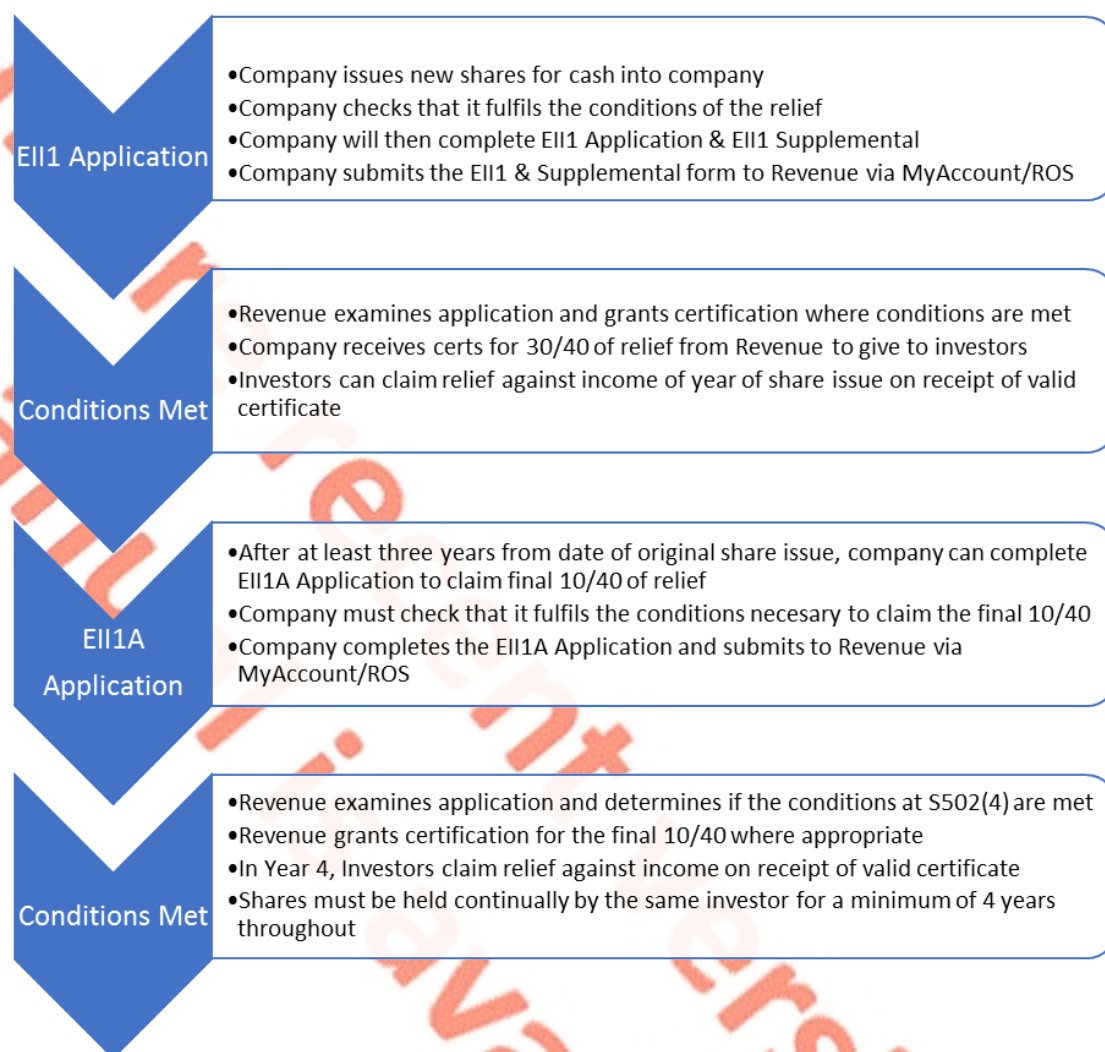 EII1 Application
•Company issues new shares for cash into company
•Company checks that it fulfils the conditions of the relief
•Company will then complete EII1 Application & EII1 Supplemental
•Company submits the EII1 & Supplemental form to Revenue via MyAccount/ROS
Conditions Met
•Revenue examines application and grants certification where conditions are met
•Company receives certs for 30/40 of relief from Revenue to give to investors
•Investors can claim relief against income of year of share issue on receipt of valid
certificate
EII1A
Application
•After at least three years from date of original share issue, company can complete
EII1A Application to claim final 10/40 of relief
•Company must check that it fulfils the conditions necesary to claim the final 10/40
•Company completes the EII1A Application and submits to Revenue via
MyAccount/ROS
Conditions Met
•Revenue examines application and determines if the conditions at S502(4) are met
•Revenue grants certification for the final 10/40 where appropriate
•In Year 4, Investors claim relief against income on receipt of valid certificate
•Shares must be held continually by the same investor for a minimum of 4 years
throughout
recent
is